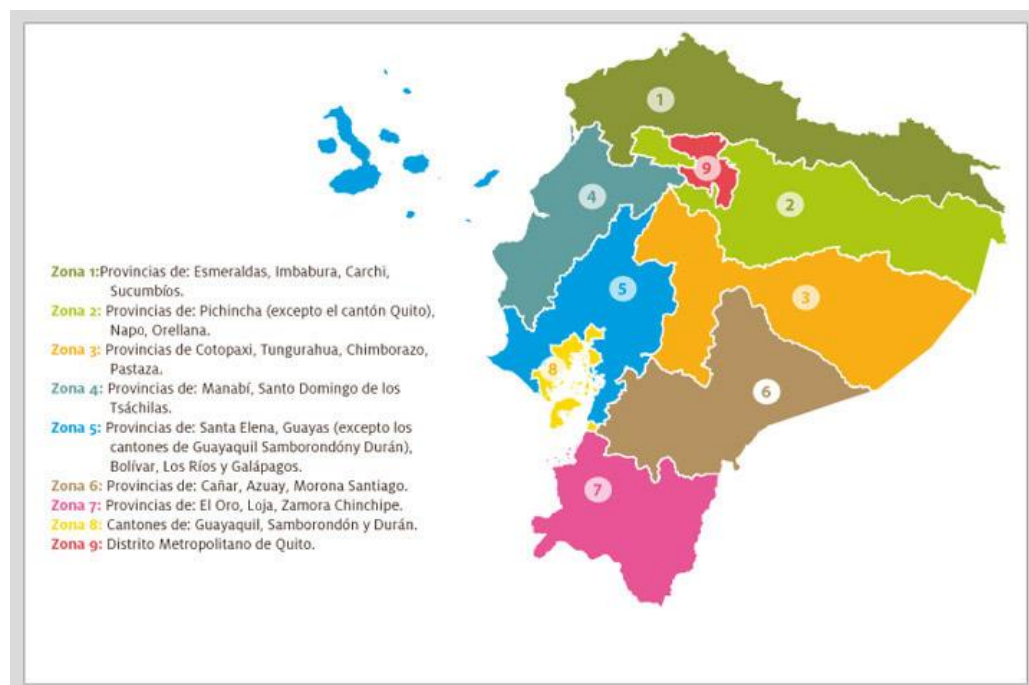 1
9
2
4
5
3
8
6
7
Zona 1:Provincias de: Esmeraldas, Imbabura, Carchi,
Sucumbíos.
Zona 2: Provincias de: Pichincha (excepto el cantón Quito),
Napo, Orellana.
Zona 3: Provincias de Cotopaxi, Tungurahua, Chimborazo,
Pastaza.
Zona 4: Provincias de: Manabí, Santo Domingo de los
Tsáchilas.
Zona 5: Provincias de: Santa Elena, Guayas (excepto los
cantones de Guayaquil Samborondóny Durán),
Bolívar, Los Ríos y Galápagos.
Zona 6: Provincias de: Cañar, Azuay, Morona Santiago.
Zona 7: Provincias de: El Oro, Loja, Zamora Chinchipe.
Zona 8: Cantones de: Guayaquil, Samborondón y Durán.
Zona 9: Distrito Metropolitano de Quito.